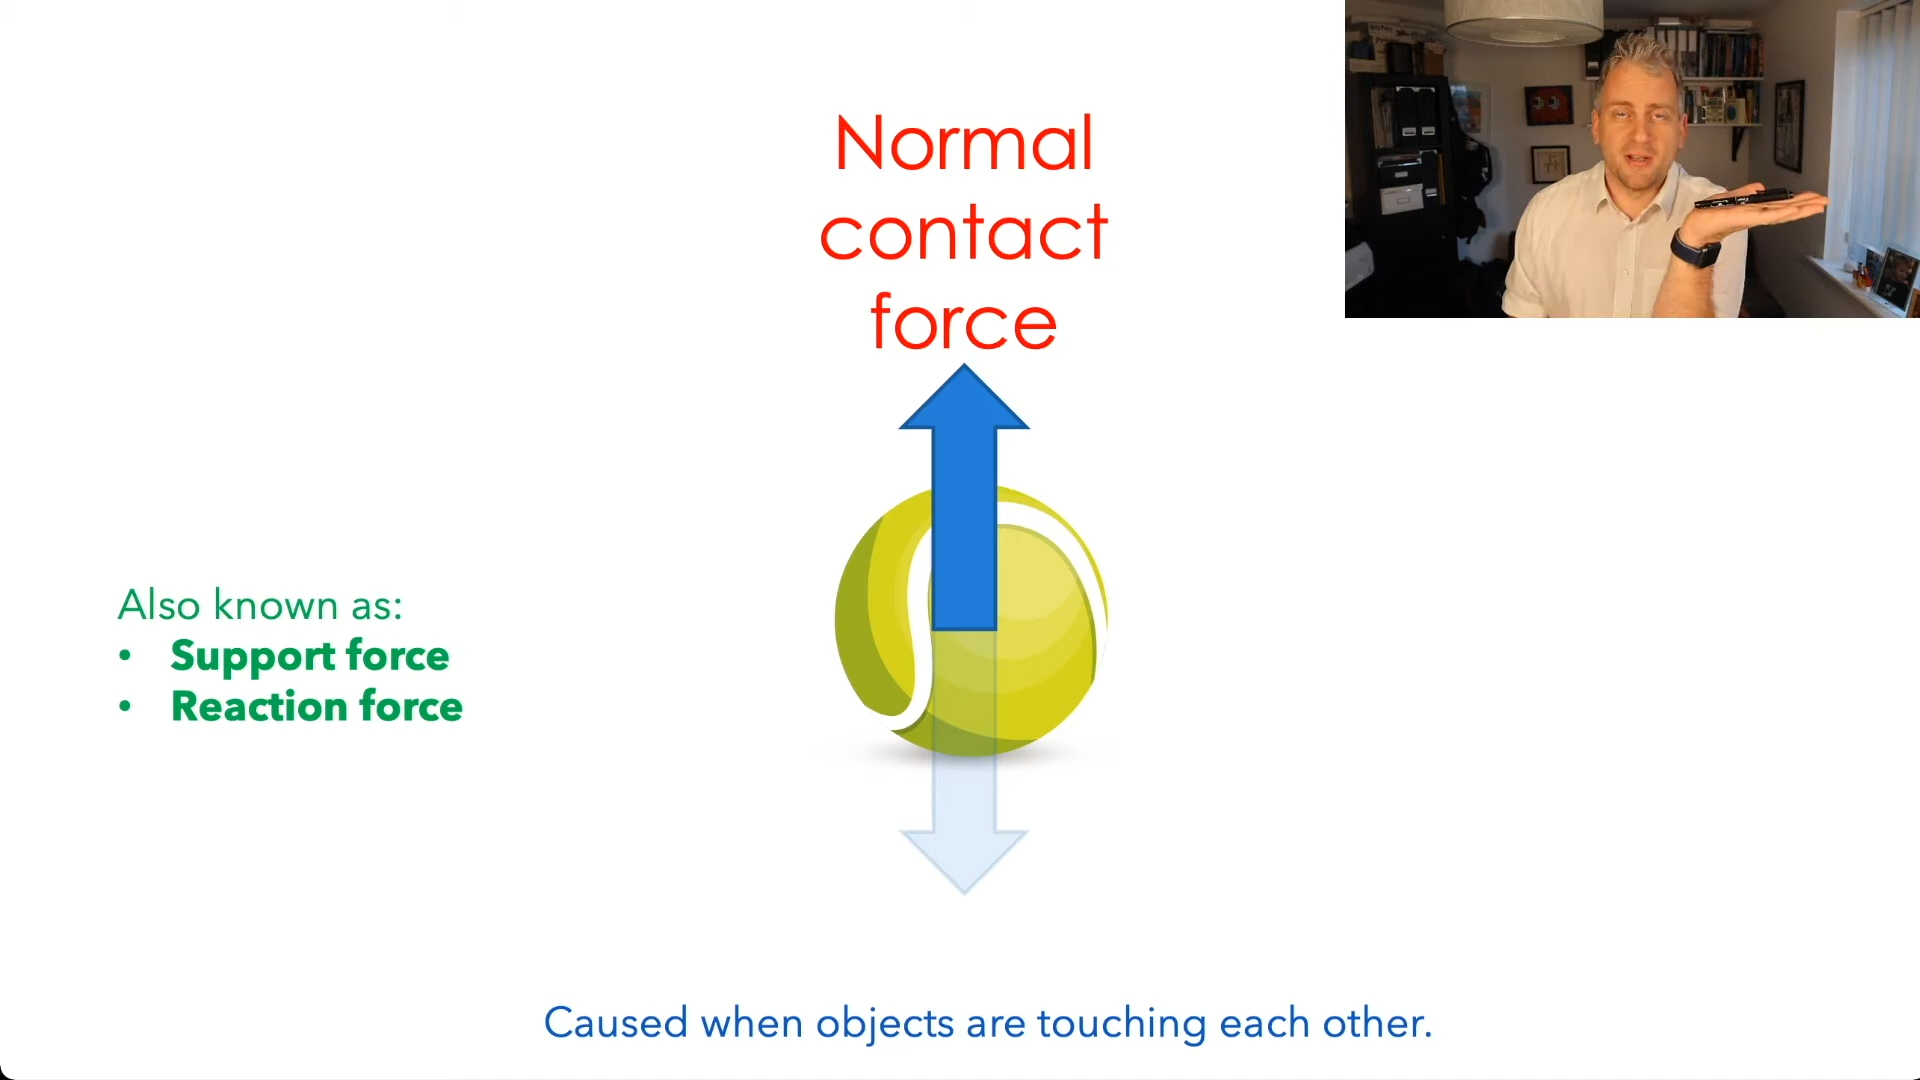 Normal
contact
force
Also known as:
• Support force
• Reaction force
Caused when objects are touching each other.